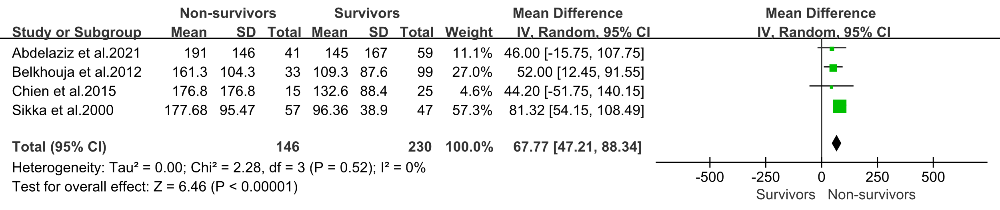 Non-survivors Survivors Mean Difference Mean Difference
Study or Subgroup Mean SD Total Mean SD Total Weight IV, Random, 95% CI IV, Random, 95% CI
Abdelaziz et al.2021 191 146 41 145 167 59 11.1% 46.00 [-15.75, 107.75]
Belkhouja et al.2012 161.3 104.3 33 109.3 87.6 99 27.0% 52.00 [12.45, 91.55]
Chien et al.2015 176.8 176.8 15 132.6 88.4 25 4.6% 44.20 [-51.75, 140.15]
Sikka et al.2000 177.68 95.47 57 96.36 38.9 47 57.3% 81.32 [54.15, 108.49]
Total (95% CI) 146 230 100.0% 67.77 [47.21, 88.34]
Heterogeneity: Tau² = 0.00; Chi² = 2.28, df = 3 (P = 0.52); I² = 0%
Test for overall effect: Z = 6.46 (P < 0.00001)
-500 -250 0 250 500
Survivors Non-survivors